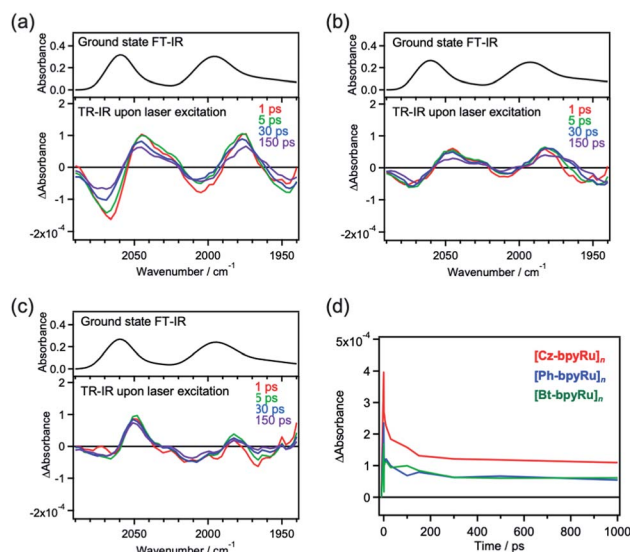 (a)
Absorbance
0.4
0.2
0.0
Ground state FT-IR
TR-IR upon laser excitation
1 ps
5 ps
30 ps
150 ps
ΔAbsorbance
2
1
0
-1
-2x10⁻⁴
2050 2000 1950
Wavenumber / cm⁻¹
(b)
Absorbance
0.4
0.2
0.0
Ground state FT-IR
TR-IR upon laser excitation
1 ps
5 ps
30 ps
150 ps
ΔAbsorbance
2
1
0
-1
-2x10⁻⁴
2050 2000 1950
Wavenumber / cm⁻¹
(c)
Absorbance
0.4
0.2
0.0
Ground state FT-IR
TR-IR upon laser excitation
1 ps
5 ps
30 ps
150 ps
ΔAbsorbance
2
1
0
-1
-2x10⁻⁴
2050 2000 1950
Wavenumber / cm⁻¹
(d)
5x10⁻⁴
4
3
2
1
0
ΔAbsorbance
[Cz-bpyRu]n
[Ph-bpyRu]n
[Bt-bpyRu]n
0 200 400 600 800 1000
Time / ps